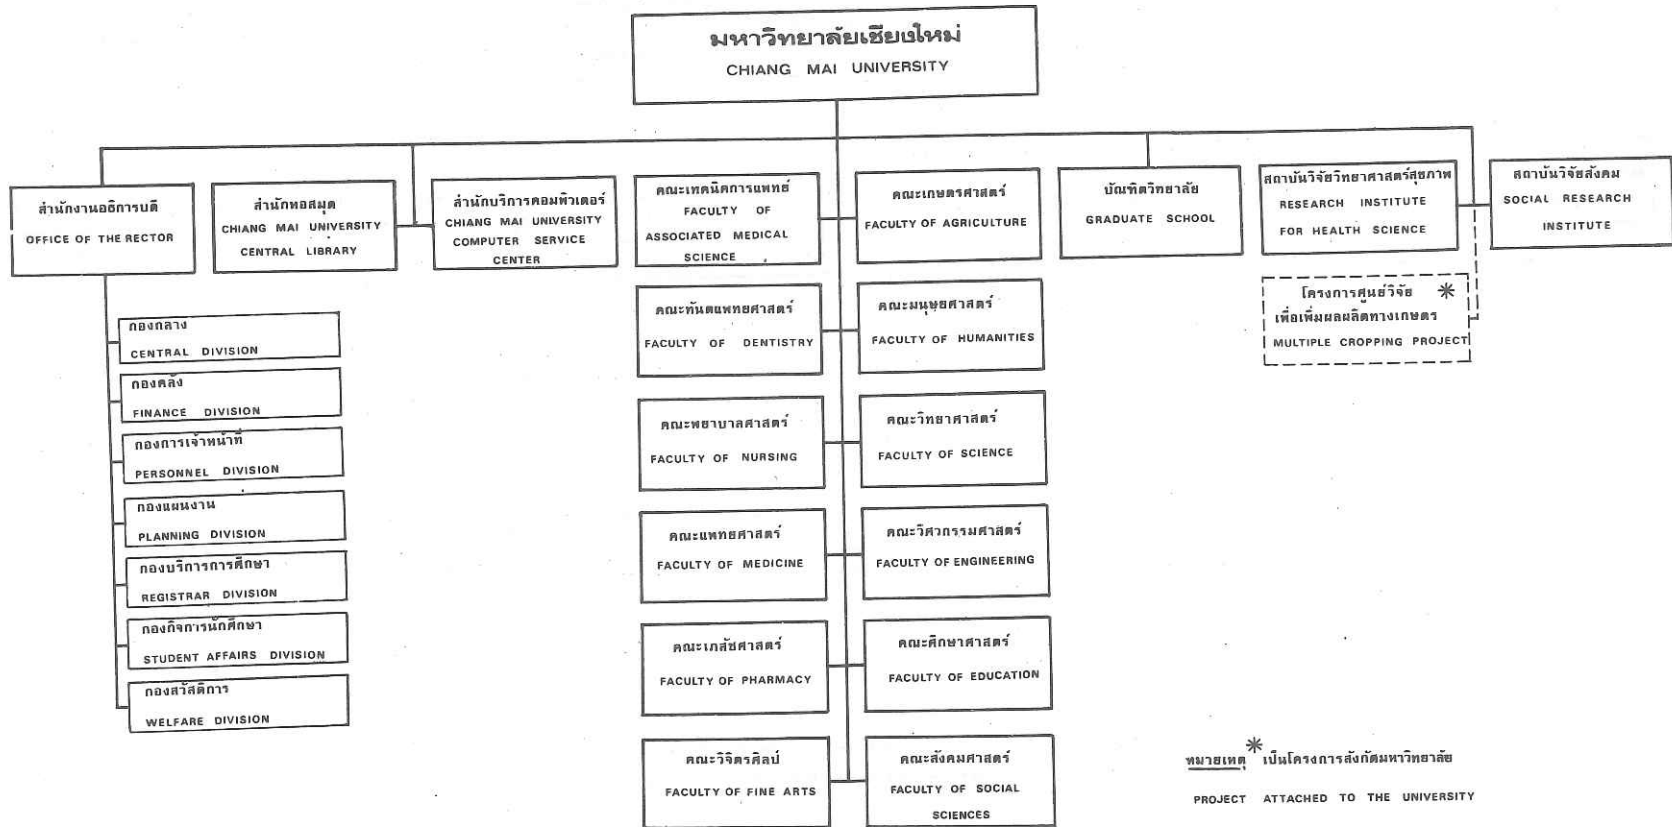 มหาวิทยาลัยเชียงใหม่
CHIANG MAI UNIVERSITY
สำนักงานอธิการบดี
OFFICE OF THE RECTOR
สำนักหอสมุด
CHIANG MAI UNIVERSITY
CENTRAL LIBRARY
สำนักบริการคอมพิวเตอร์
CHIANG MAI UNIVERSITY
COMPUTER SERVICE
CENTER
คณะเทคนิคการแพทย์
FACULTY OF
ASSOCIATED MEDICAL
SCIENCE
คณะเกษตรศาสตร์
FACULTY OF AGRICULTURE
บัณฑิตวิทยาลัย
GRADUATE SCHOOL
สถาบันวิจัยวิทยาศาสตร์สุขภาพ
RESEARCH INSTITUTE
FOR HEALTH SCIENCE
สถาบันวิจัยสังคม
SOCIAL RESEARCH
INSTITUTE
กองกลาง
CENTRAL DIVISION
กองคลัง
FINANCE DIVISION
กองการเจ้าหน้าที่
PERSONNEL DIVISION
กองแผนงาน
PLANNING DIVISION
กองบริการการศึกษา
REGISTRAR DIVISION
กองกิจการนักศึกษา
STUDENT AFFAIRS DIVISION
กองสวัสดิการ
WELFARE DIVISION
คณะทันตแพทยศาสตร์
FACULTY OF DENTISTRY
คณะมนุษยศาสตร์
FACULTY OF HUMANITIES
คณะพยาบาลศาสตร์
FACULTY OF NURSING
คณะวิทยาศาสตร์
FACULTY OF SCIENCE
คณะแพทยศาสตร์
FACULTY OF MEDICINE
คณะวิศวกรรมศาสตร์
FACULTY OF ENGINEERING
คณะเภสัชศาสตร์
FACULTY OF PHARMACY
คณะศึกษาศาสตร์
FACULTY OF EDUCATION
คณะวิจิตรศิลป์
FACULTY OF FINE ARTS
คณะสังคมศาสตร์
FACULTY OF SOCIAL
SCIENCES
โครงการศูนย์วิจัย *
เพื่อเพิ่มผลผลิตทางเกษตร
MULTIPLE CROPPING PROJECT
หมายเหตุ * เป็นโครงการสังกัดมหาวิทยาลัย
PROJECT ATTACHED TO THE UNIVERSITY